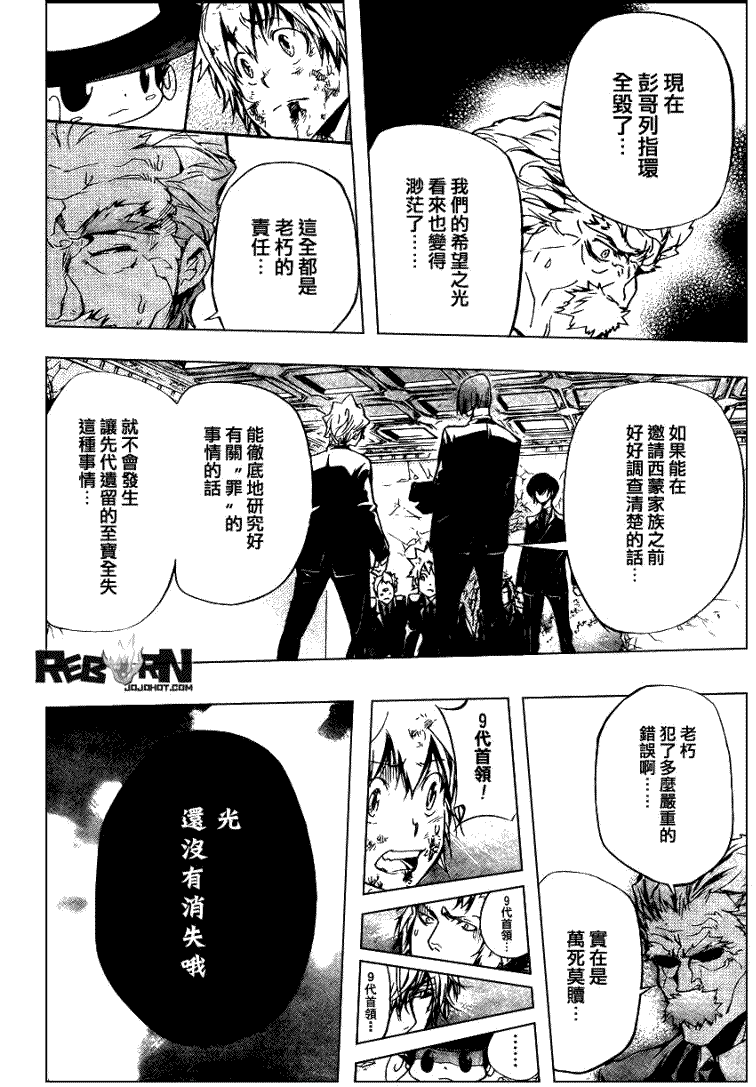 現在
彭哥列指環
全毀了…
我們的希望之光
看來也變得
渺茫了……
這全都是
老朽的
責任…
如果能在
邀請西蒙家族之前
好好調查清楚的話…
能徹底地研究好
有關〝罪〞的
事情的話
就不會發生
讓先代遺留的至寶全失
這種事情…
REBORN
JOJOHOT.COM
老朽
犯了多麼嚴重的
錯誤啊……
實在是
萬死莫贖
9代首領！
9代首領…
9代首領…
……
光
還沒有消失哦